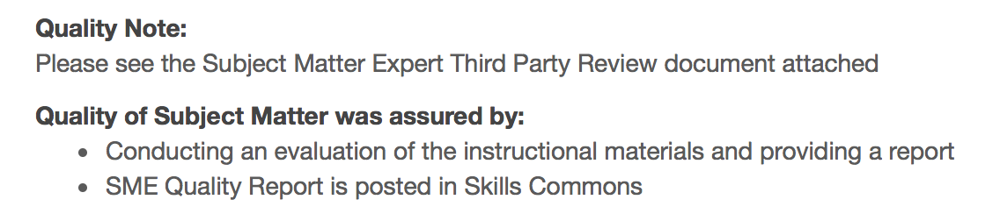 Quality Note:
Please see the Subject Matter Expert Third Party Review document attached
Quality of Subject Matter was assured by:
• Conducting an evaluation of the instructional materials and providing a report
• SME Quality Report is posted in Skills Commons